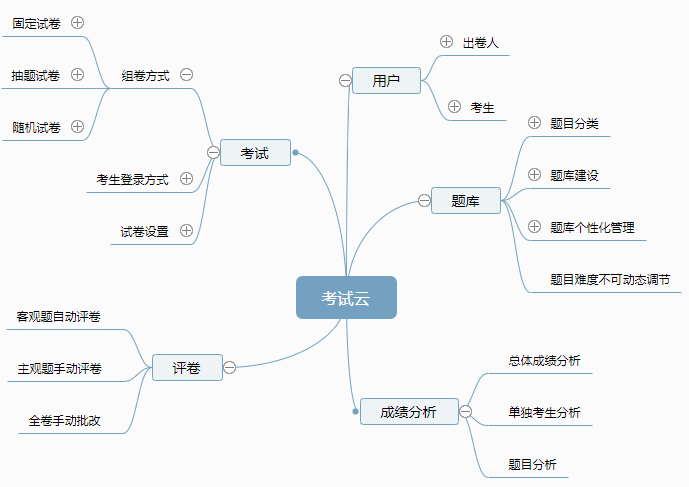 固定试卷
抽题试卷
随机试卷
组卷方式
考生登录方式
试卷设置
考试
用户
出卷人
考生
题库
题目分类
题库建设
题库个性化管理
题目难度不可动态调节
考试云
客观题自动评卷
主观题手动评卷
全卷手动批改
评卷
成绩分析
总体成绩分析
单独考生分析
题目分析